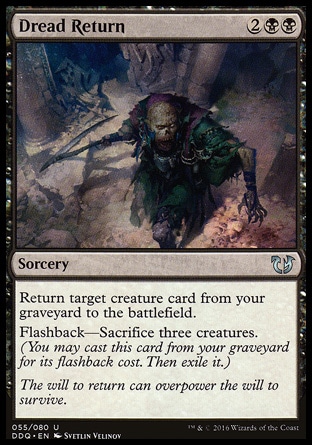 Dread Return 2
Sorcery
Return target creature card from your
graveyard to the battlefield.
Flashback—Sacrifice three creatures.
(You may cast this card from your graveyard
for its flashback cost. Then exile it.)
The will to return can overpower the will to
survive.
055/080 U
DDQ • EN Svetlin Velinov
™ & © 2016 Wizards of the Coast